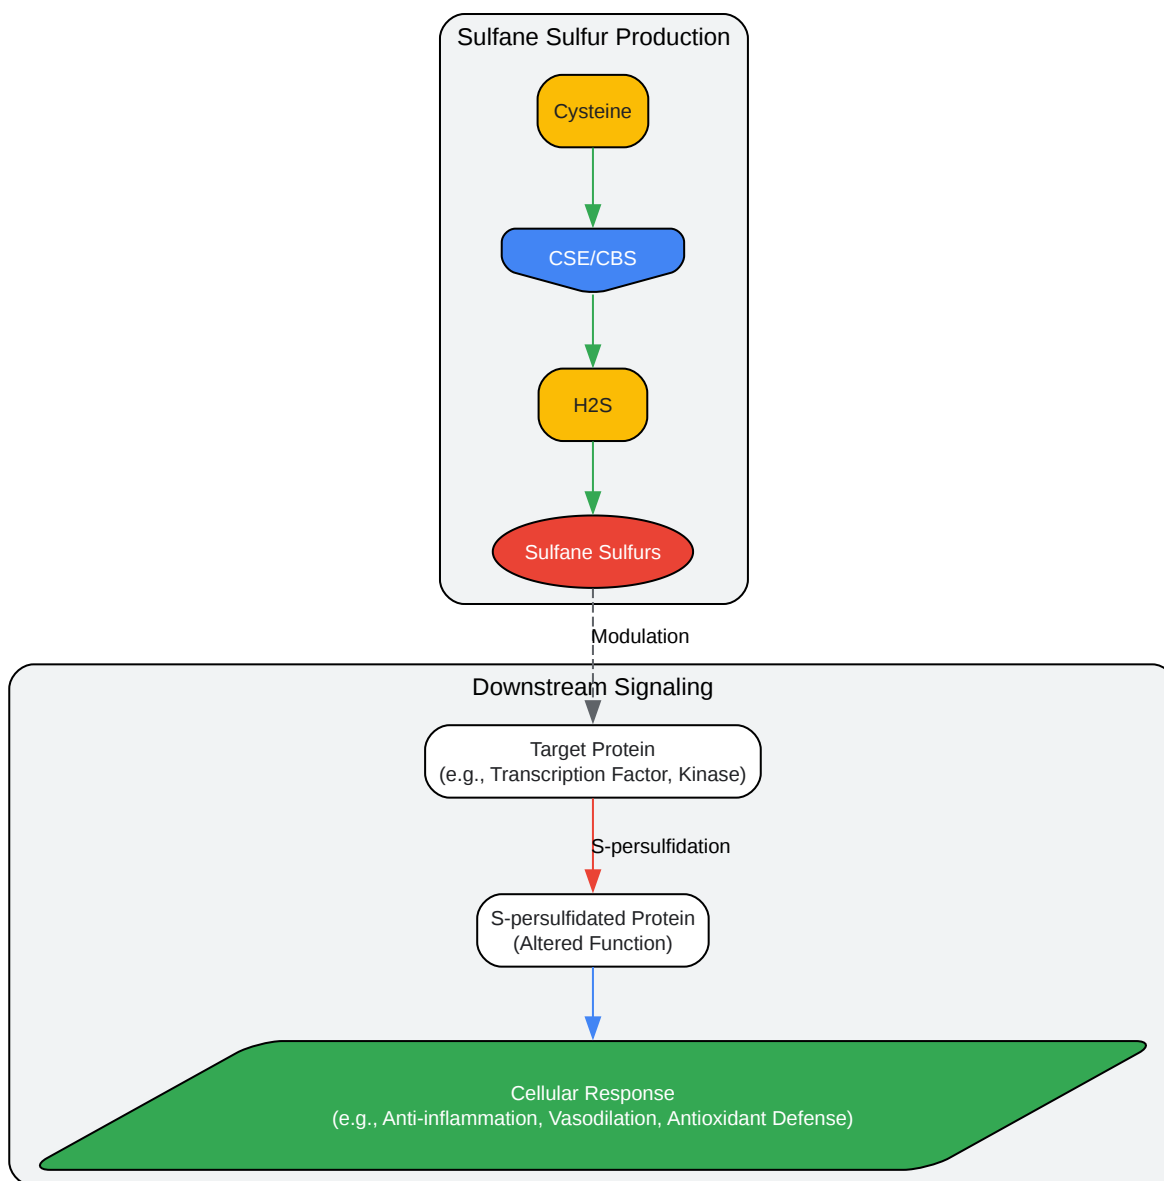 Sulfane Sulfur Production
Cysteine
CSE/CBS
H2S
Sulfane Sulfurs
Modulation
Downstream Signaling
Target Protein
(e.g., Transcription Factor, Kinase)
S-persulfidation
S-persulfidated Protein
(Altered Function)
Cellular Response
(e.g., Anti-inflammation, Vasodilation, Antioxidant Defense)